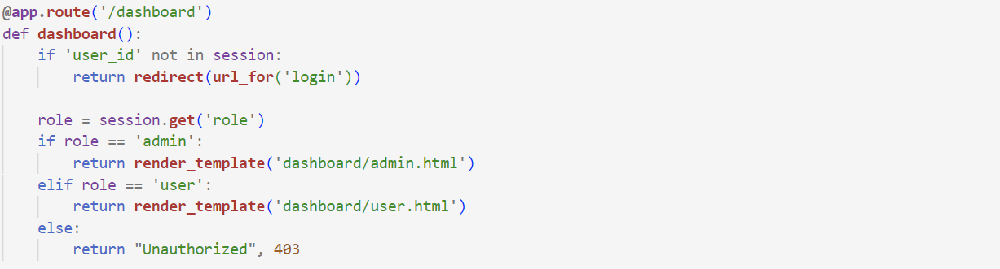 @app.route('/dashboard')
def dashboard():
    if 'user_id' not in session:
        return redirect(url_for('login'))

    role = session.get('role')
    if role == 'admin':
        return render_template('dashboard/admin.html')
    elif role == 'user':
        return render_template('dashboard/user.html')
    else:
        return "Unauthorized", 403